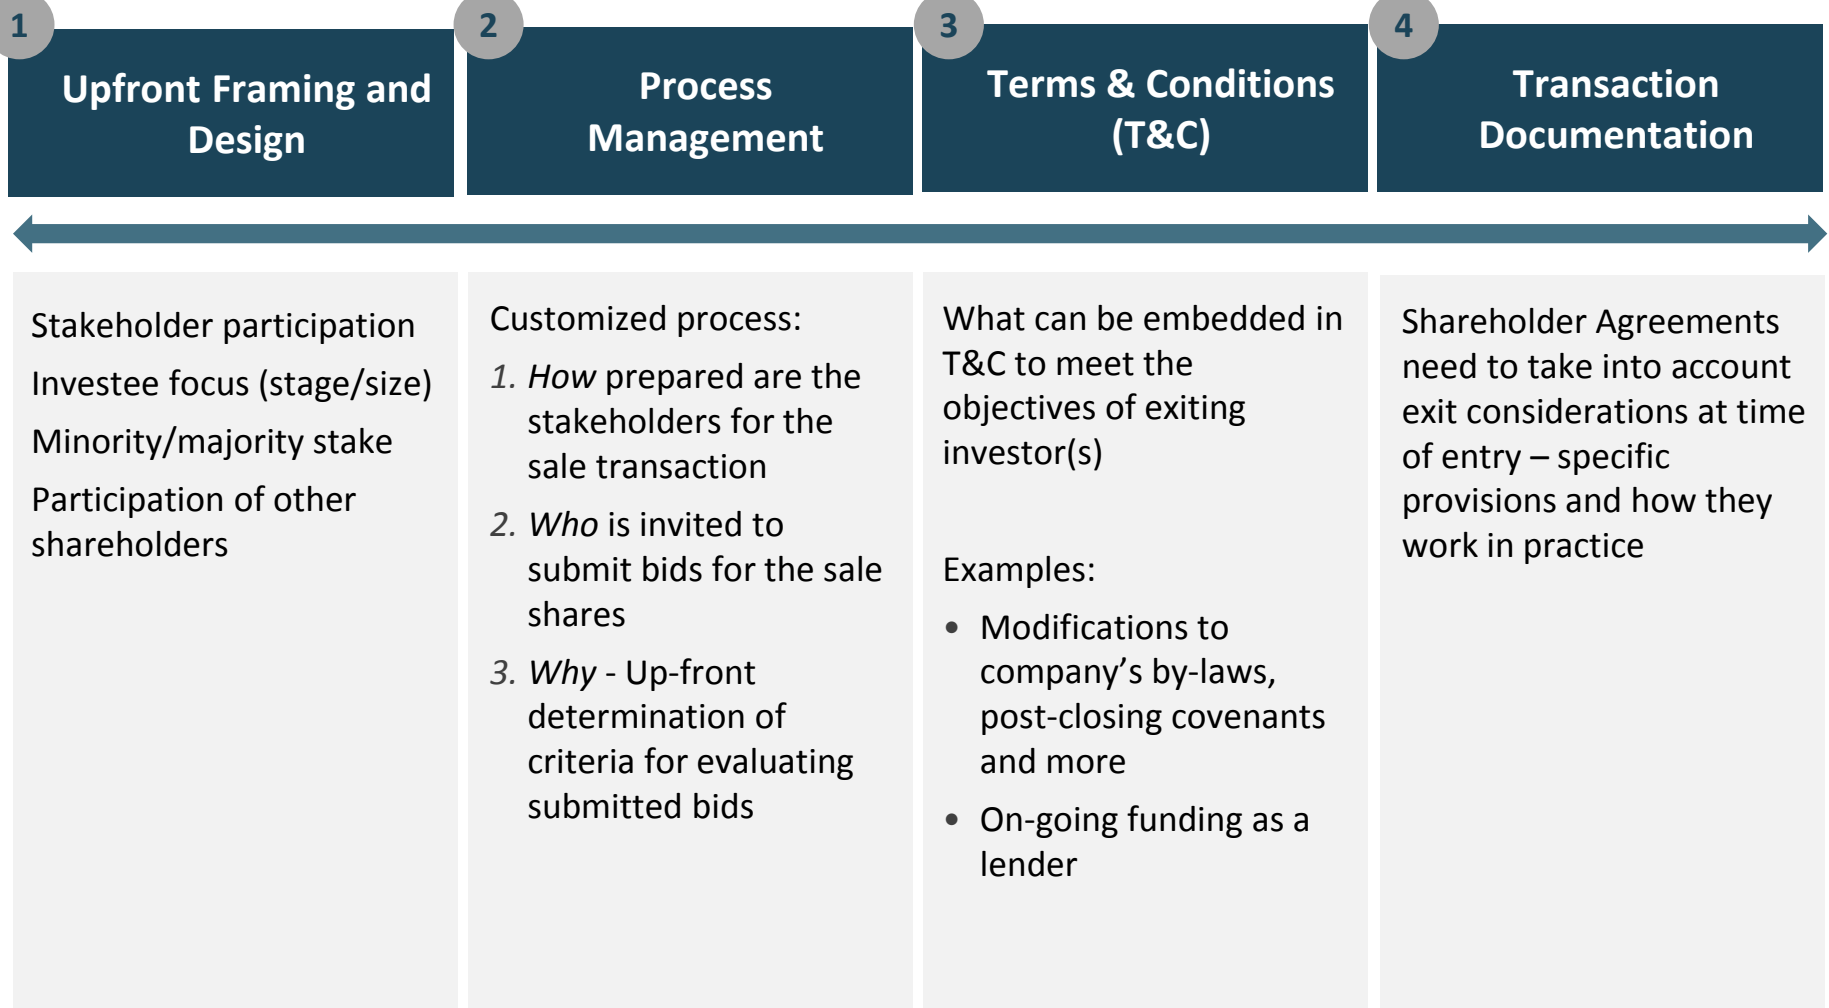 1
Upfront Framing and
Design
2
Process
Management
3
Terms & Conditions
(T&C)
4
Transaction
Documentation
Stakeholder participation
Investee focus (stage/size)
Minority/majority stake
Participation of other
shareholders
Customized process:
1. How prepared are the
stakeholders for the
sale transaction
2. Who is invited to
submit bids for the sale
shares
3. Why - Up-front
determination of
criteria for evaluating
submitted bids
What can be embedded in
T&C to meet the
objectives of exiting
investor(s)
Examples:
• Modifications to
company’s by-laws,
post-closing covenants
and more
• On-going funding as a
lender
Shareholder Agreements
need to take into account
exit considerations at time
of entry – specific
provisions and how they
work in practice